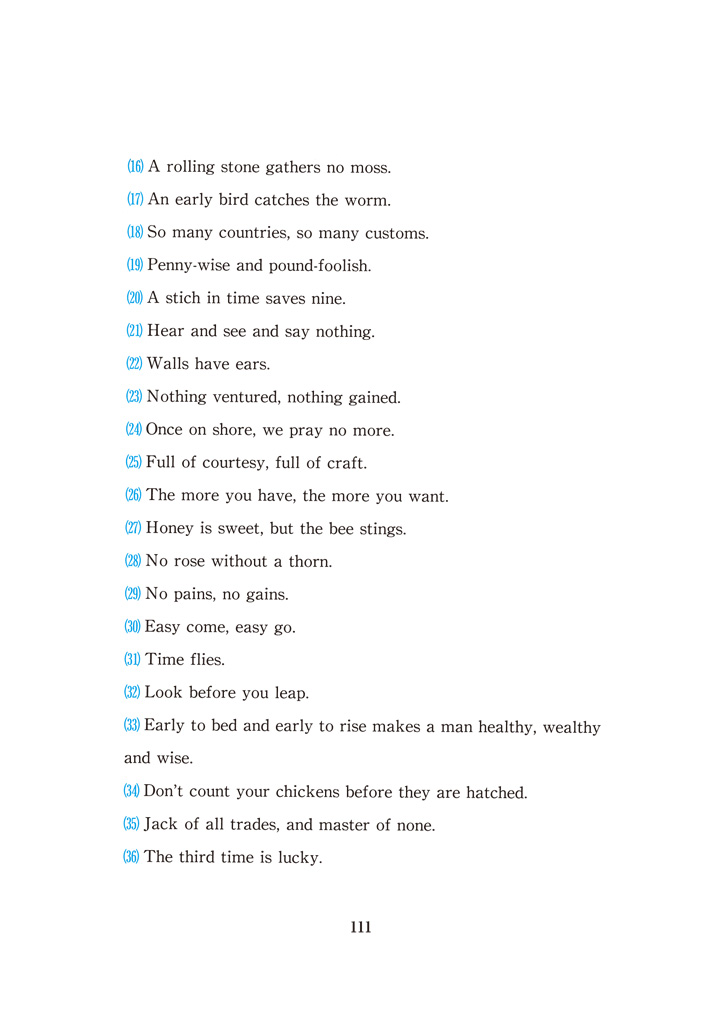 (16) A rolling stone gathers no moss.
(17) An early bird catches the worm.
(18) So many countries, so many customs.
(19) Penny-wise and pound-foolish.
(20) A stich in time saves nine.
(21) Hear and see and say nothing.
(22) Walls have ears.
(23) Nothing ventured, nothing gained.
(24) Once on shore, we pray no more.
(25) Full of courtesy, full of craft.
(26) The more you have, the more you want.
(27) Honey is sweet, but the bee stings.
(28) No rose without a thorn.
(29) No pains, no gains.
(30) Easy come, easy go.
(31) Time flies.
(32) Look before you leap.
(33) Early to bed and early to rise makes a man healthy, wealthy
and wise.
(34) Don't count your chickens before they are hatched.
(35) Jack of all trades, and master of none.
(36) The third time is lucky.
111